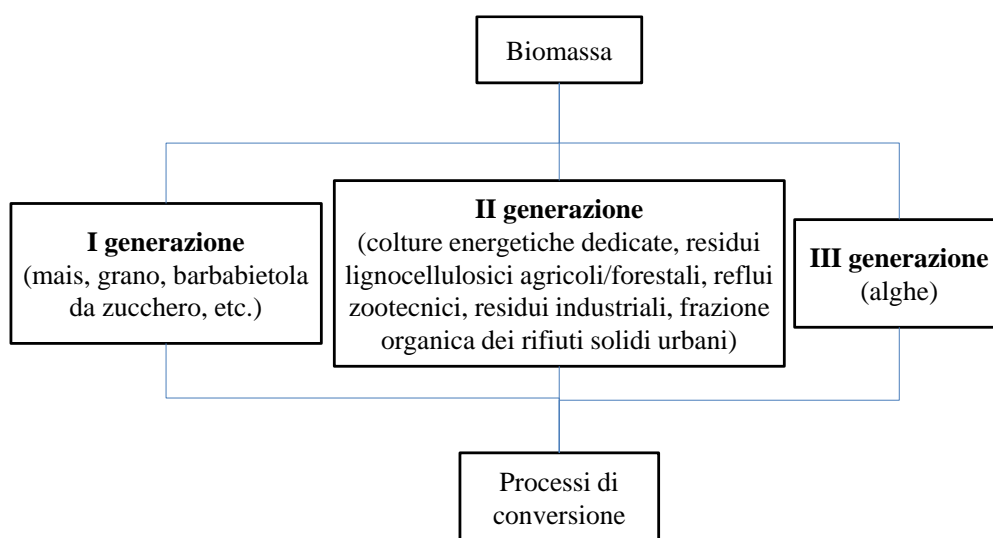 Biomassa
I generazione
(mais, grano, barbabietola
da zucchero, etc.)
II generazione
(colture energetiche dedicate, residui
lignocellulosici agricoli/forestali, reflui
zootecnici, residui industriali, frazione
organica dei rifiuti solidi urbani)
III generazione
(alghe)
Processi di
conversione